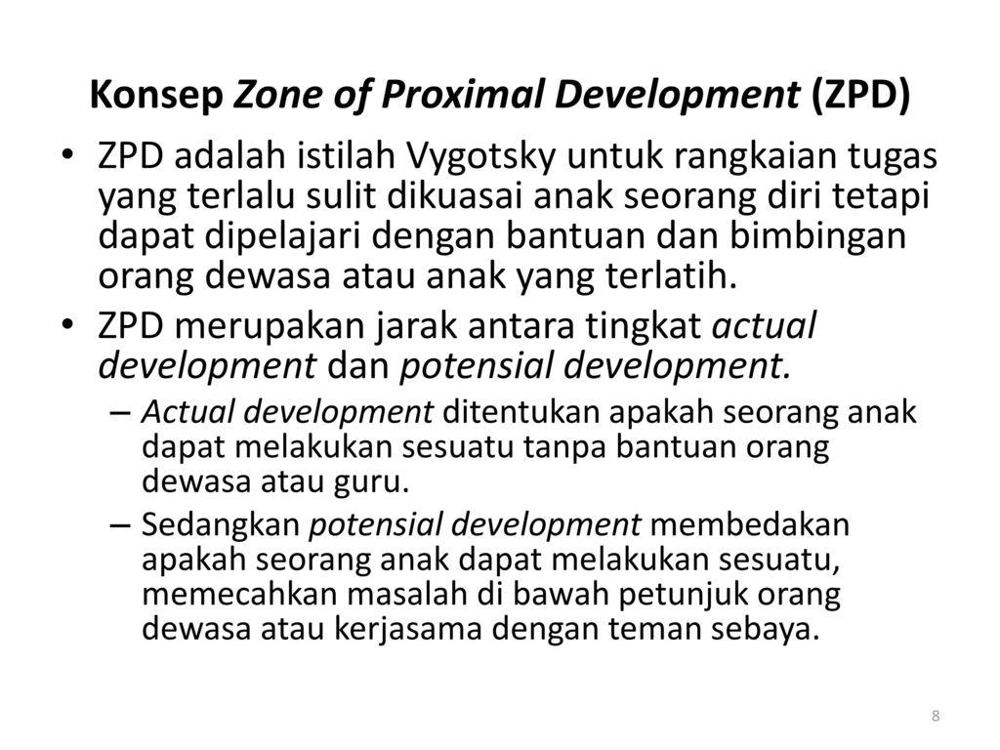 Konsep Zone of Proximal Development (ZPD)
• ZPD adalah istilah Vygotsky untuk rangkaian tugas
yang terlalu sulit dikuasai anak seorang diri tetapi
dapat dipelajari dengan bantuan dan bimbingan
orang dewasa atau anak yang terlatih.
• ZPD merupakan jarak antara tingkat actual
development dan potensial development.
– Actual development ditentukan apakah seorang anak
dapat melakukan sesuatu tanpa bantuan orang
dewasa atau guru.
– Sedangkan potensial development membedakan
apakah seorang anak dapat melakukan sesuatu,
memecahkan masalah di bawah petunjuk orang
dewasa atau kerjasama dengan teman sebaya.
8